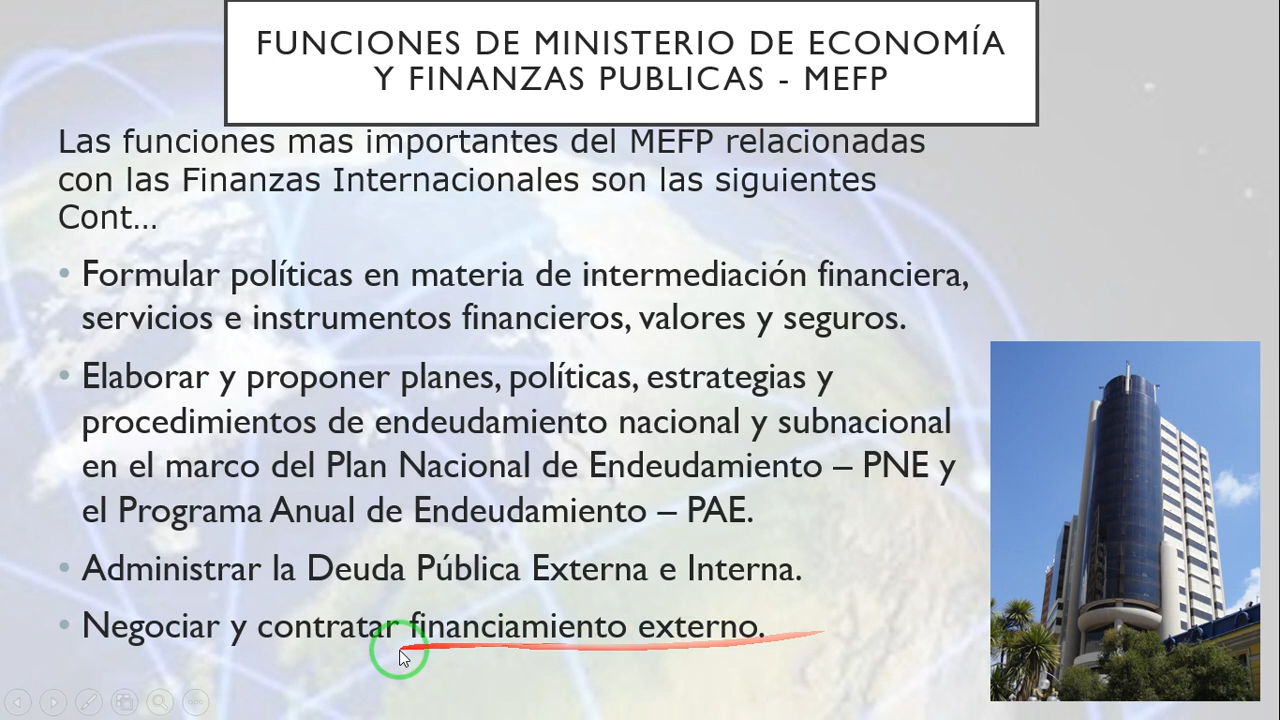 FUNCIONES DE MINISTERIO DE ECONOMÍA
Y FINANZAS PUBLICAS - MEFP
Las funciones mas importantes del MEFP relacionadas
con las Finanzas Internacionales son las siguientes
Cont...
• Formular políticas en materia de intermediación financiera,
servicios e instrumentos financieros, valores y seguros.
• Elaborar y proponer planes, políticas, estrategias y
procedimientos de endeudamiento nacional y subnacional
en el marco del Plan Nacional de Endeudamiento – PNE y
el Programa Anual de Endeudamiento – PAE.
• Administrar la Deuda Pública Externa e Interna.
• Negociar y contratar financiamiento externo.